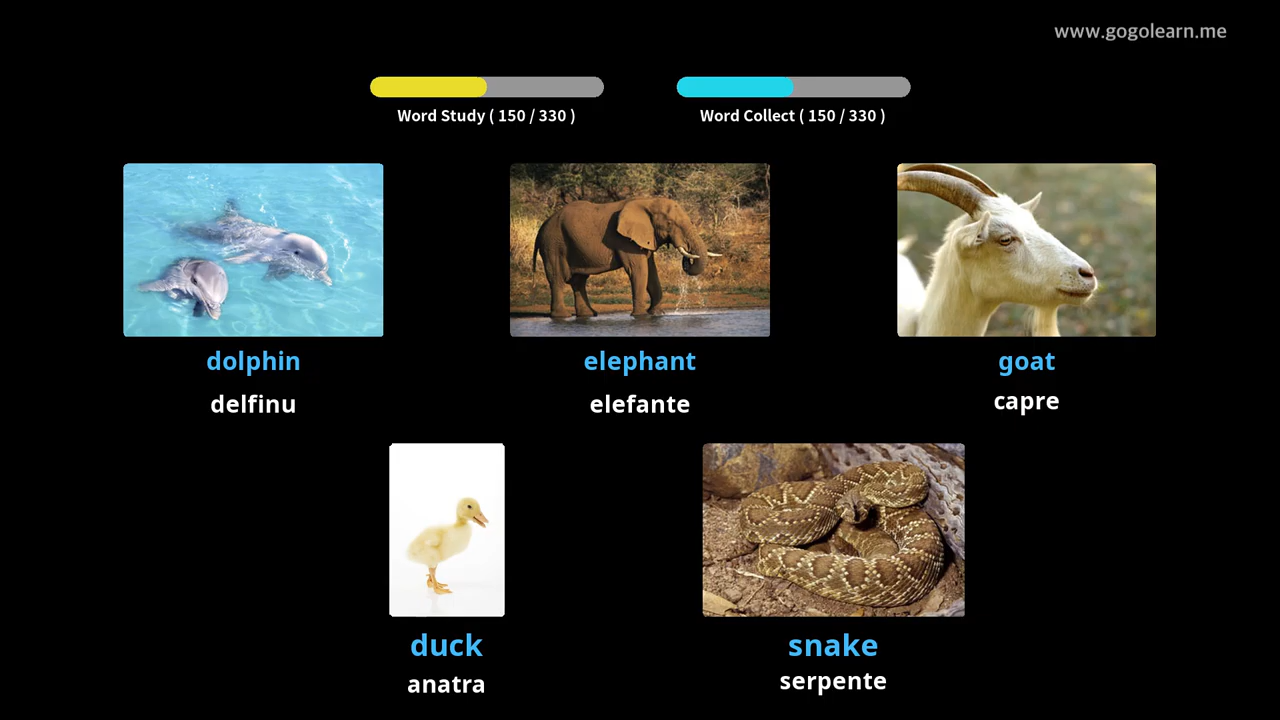 www.gogolearn.me
Word Study ( 150 / 330 )
Word Collect ( 150 / 330 )
dolphin
delfinu
elephant
elefante
goat
capre
duck
anatra
snake
serpente